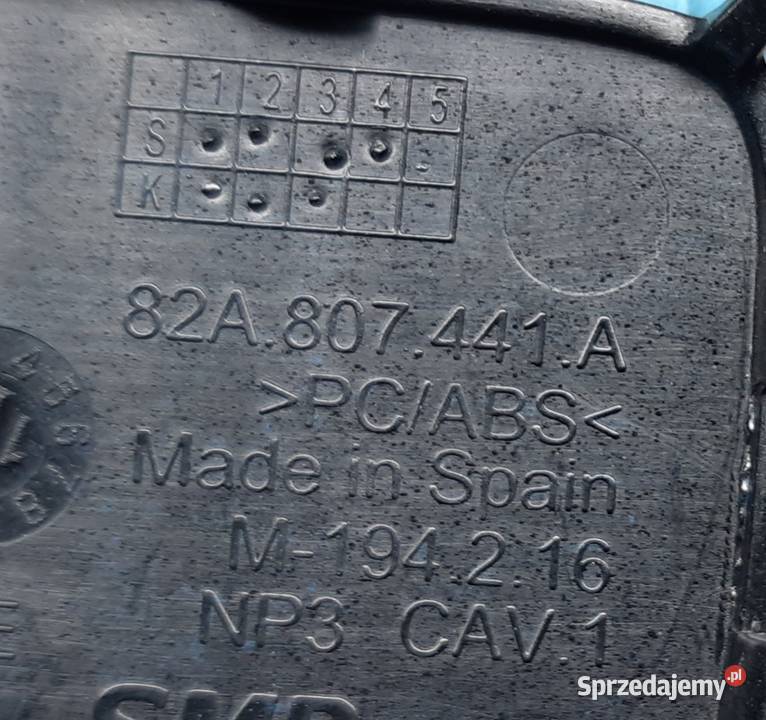 1 2 3 4 5
S
K
82A.807.441.A
>PC/ABS<
Made in Spain
M-194.2.16
NP3 CAV 1
Sprzedajemy.pl